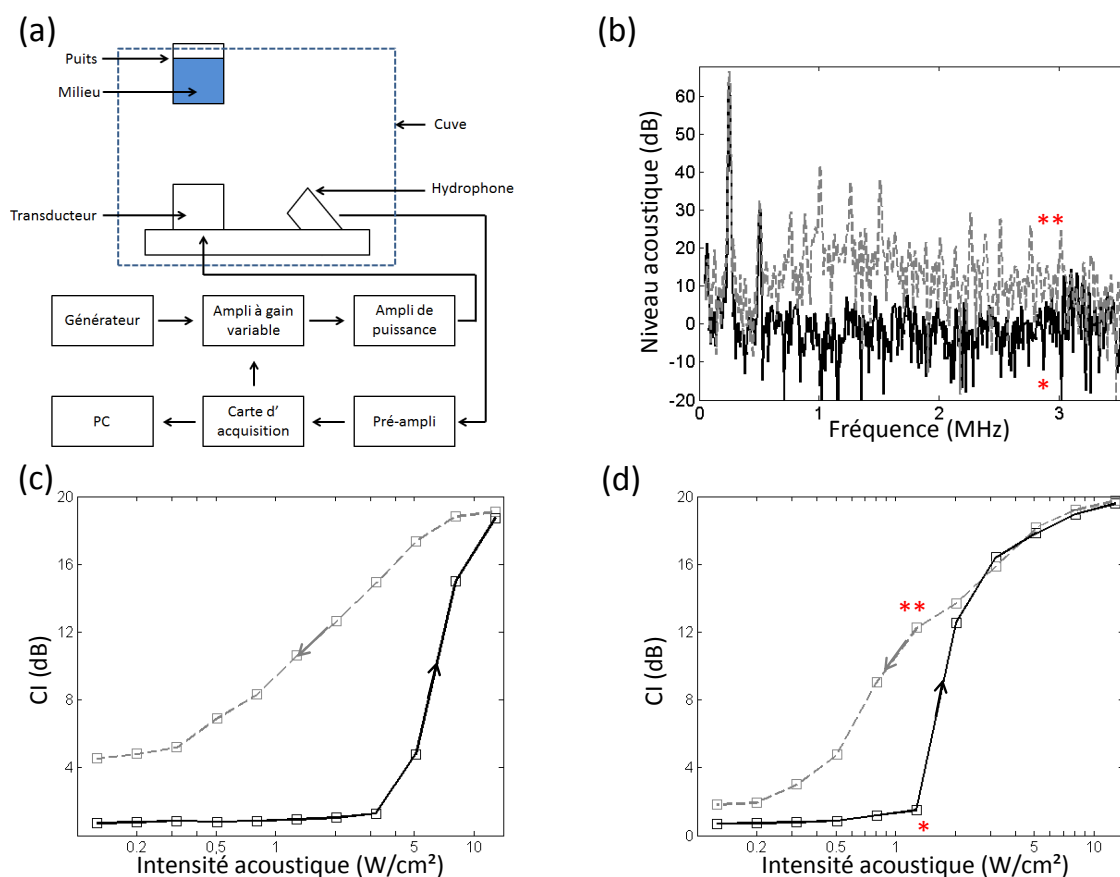 (a)
Puits
Milieu
Cuve
Hydrophone
Transducteur
Générateur
Ampli à gain
variable
Ampli de
puissance
PC
Carte d'
acquisition
Pré-ampli
(b)
Niveau acoustique (dB)
60
50
40
30
20
10
0
-10
-20
**
*
0
1
2
3
Fréquence (MHz)
(c)
CI (dB)
20
16
12
8
4
0.2
0,5
1
2
5
10
Intensité acoustique (W/cm²)
(d)
CI (dB)
20
16
12
8
4
0
**
*
0.2
0.5
1
2
5
10
Intensité acoustique (W/cm²)